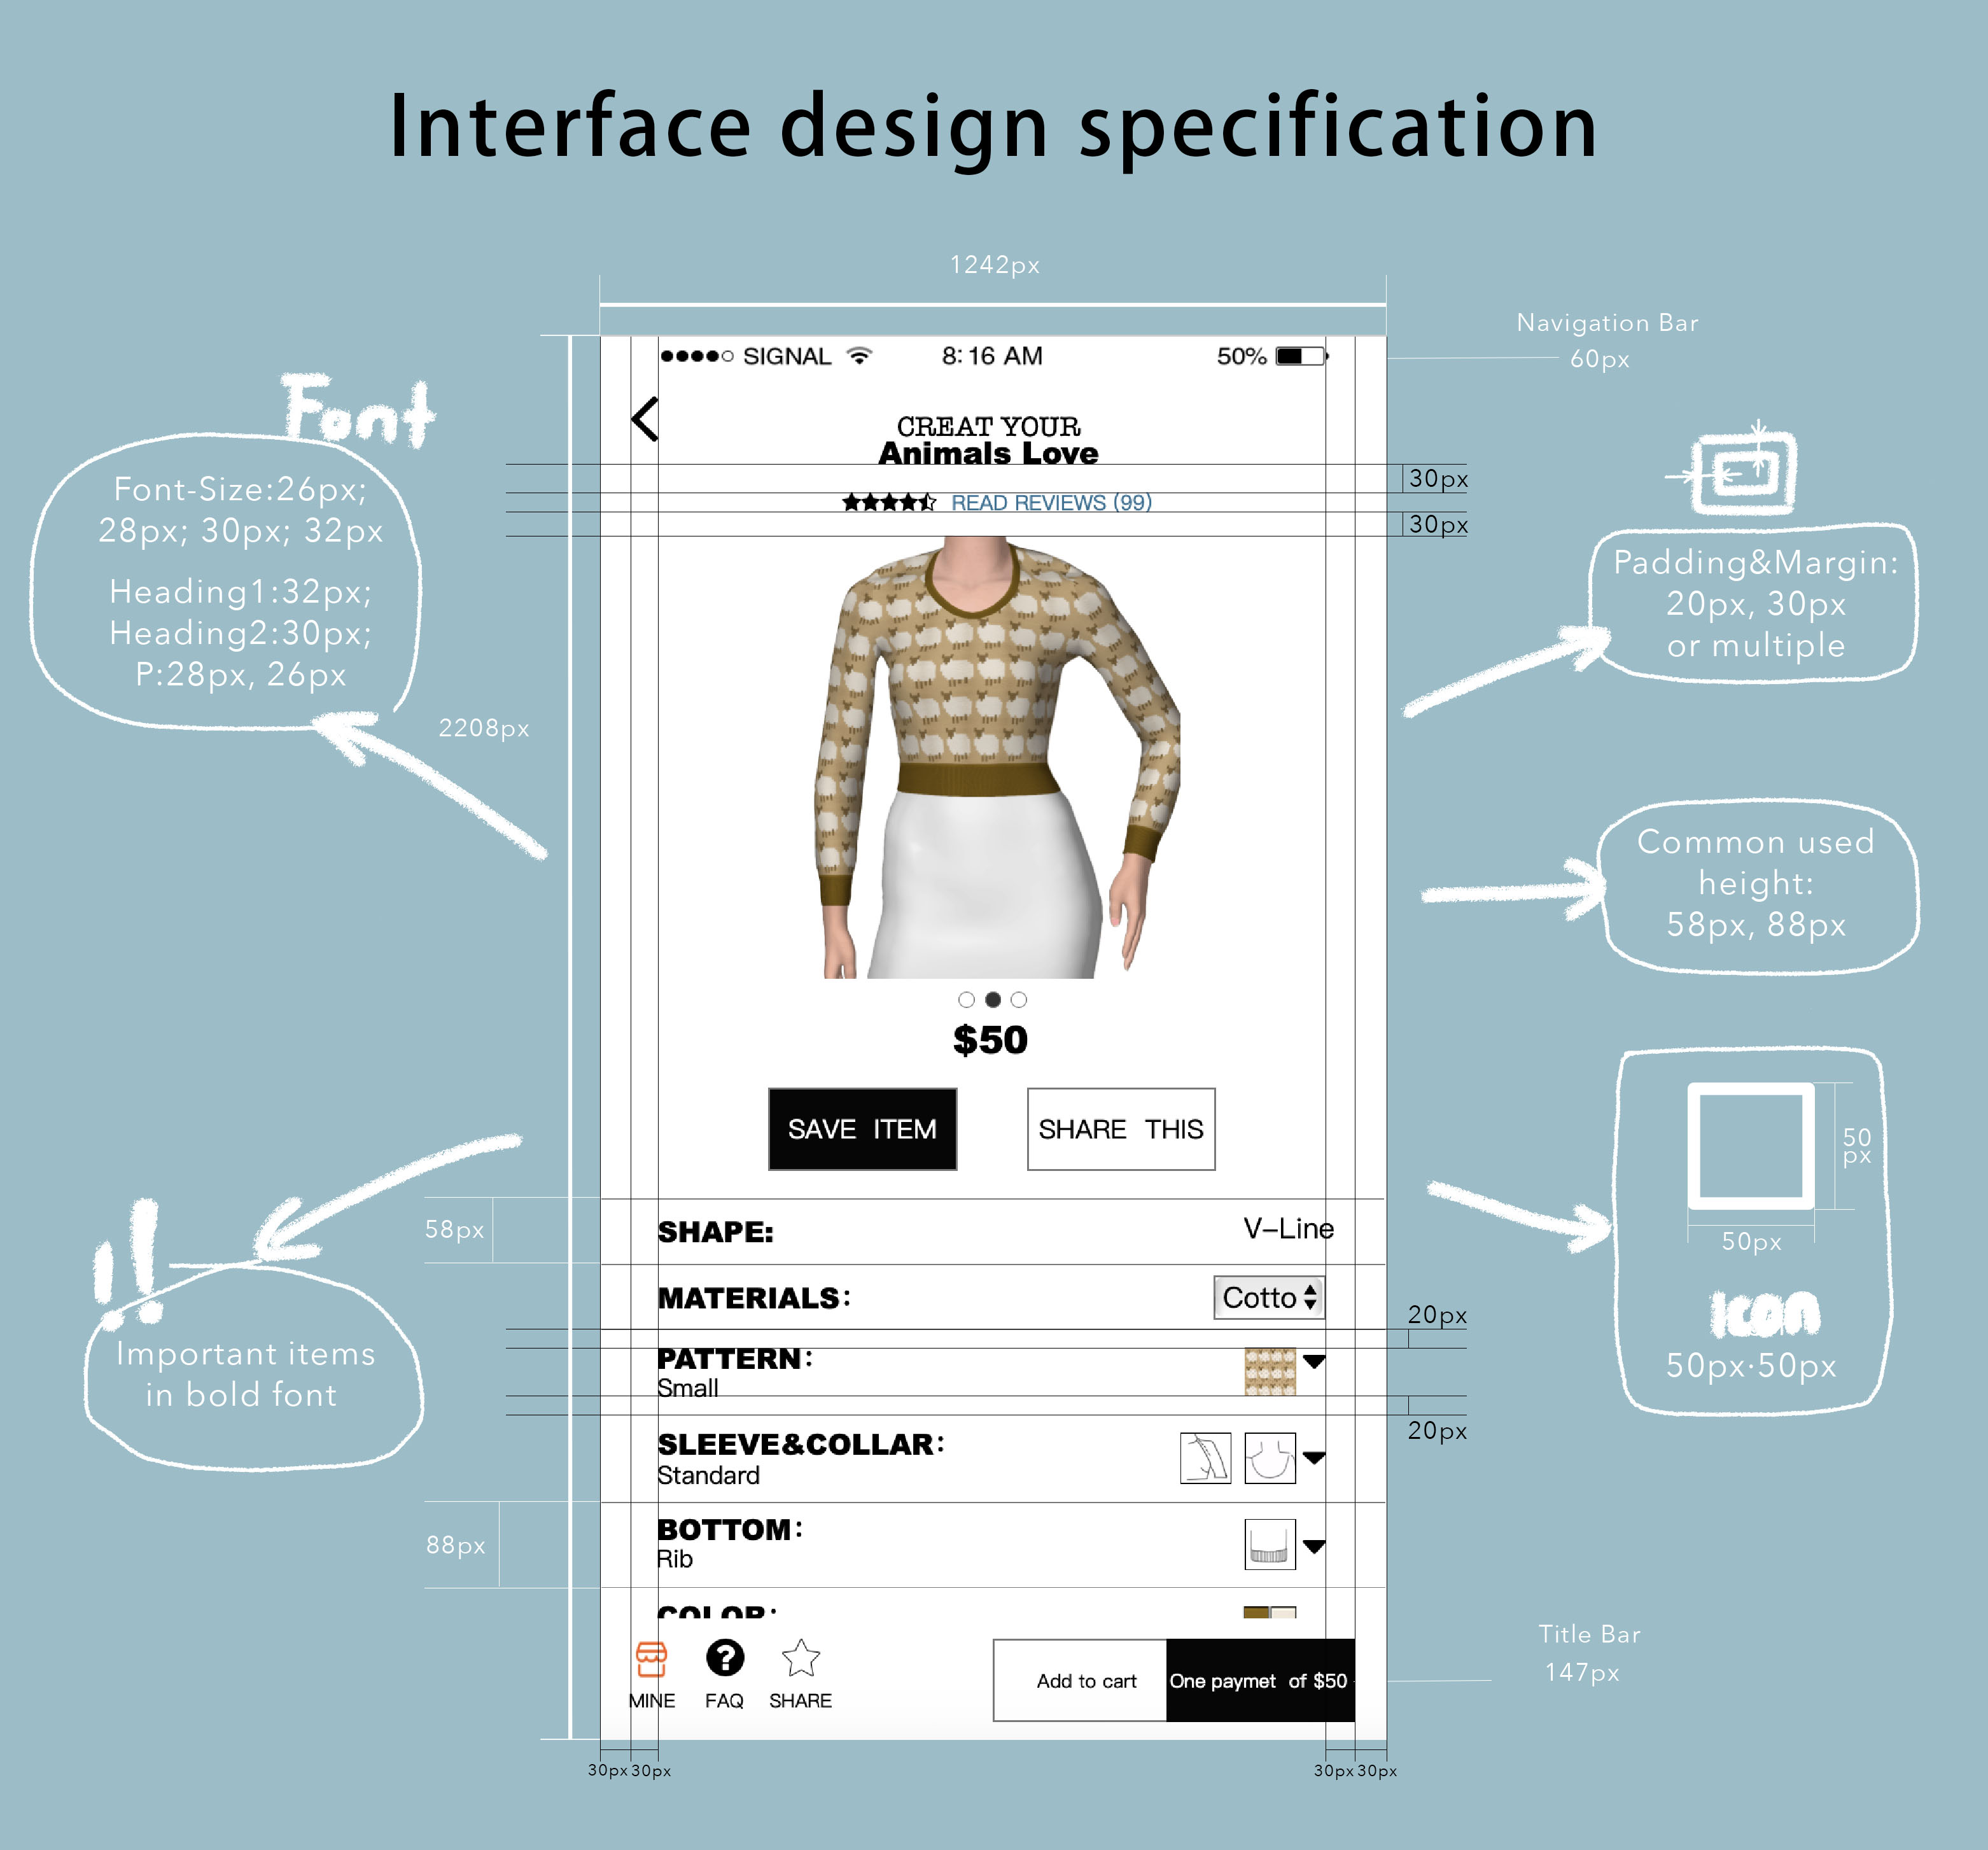 Interface design specification
1242px
Navigation Bar
60px
SIGNAL 8:16 AM 50%
Font
Font-Size:26px;
28px; 30px; 32px
Heading1:32px;
Heading2:30px;
P:28px, 26px
2208px
CREAT YOUR
Animals Love
30px
READ REVIEWS (99)
30px
Padding&Margin:
20px, 30px
or multiple
Common used
height:
58px, 88px
$50
SAVE ITEM
SHARE THIS
50
px
50px
Icon
50px·50px
!!
Important items
in bold font
58px
SHAPE: V-Line
MATERIALS: Cotto
20px
PATTERN:
Small
20px
SLEEVE&COLLAR:
Standard
88px
BOTTOM:
Rib
COLOR:
?
MINE FAQ SHARE
Add to cart
One paymet of $50
Title Bar
147px
30px 30px
30px 30px